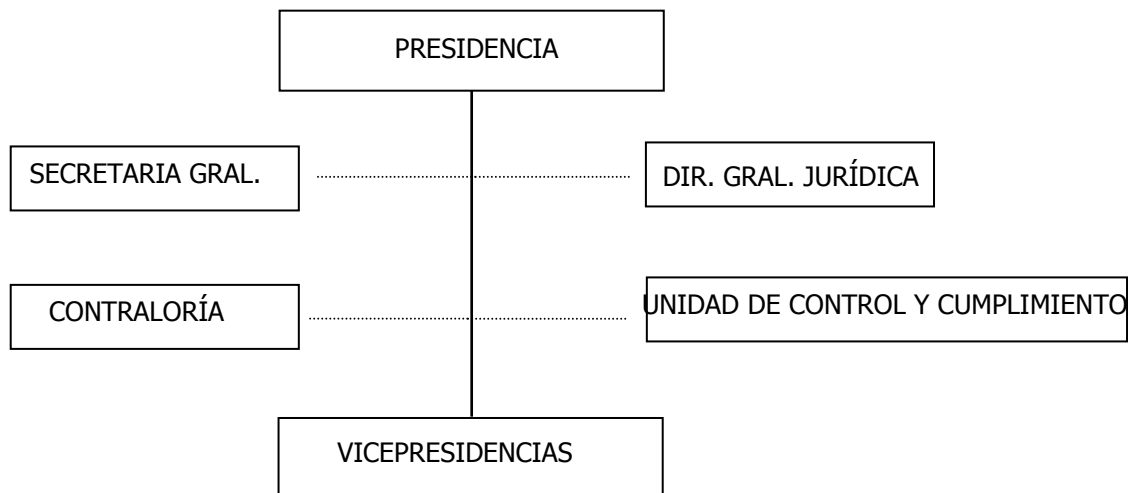 PRESIDENCIA
SECRETARIA GRAL.
DIR. GRAL. JURÍDICA
CONTRALORÍA
UNIDAD DE CONTROL Y CUMPLIMIENTO
VICEPRESIDENCIAS